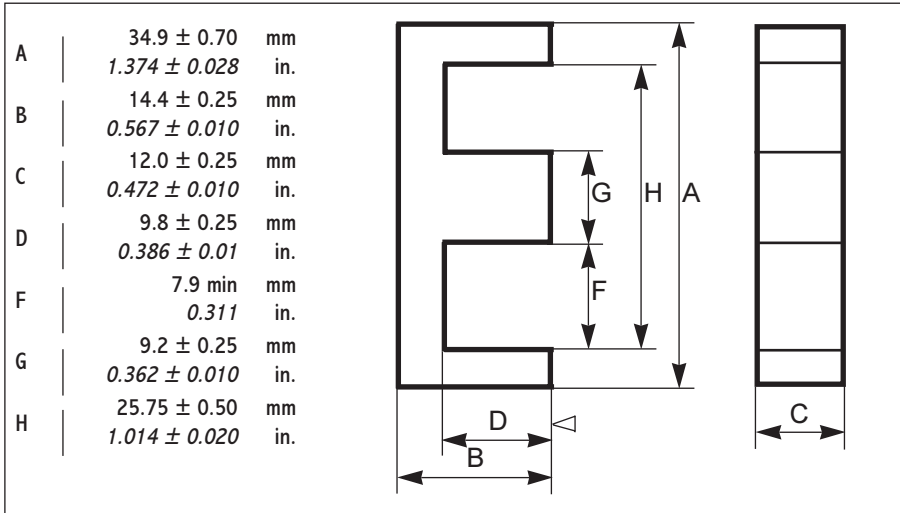 A | 34.9 ± 0.70 mm
1.374 ± 0.028 in.
B | 14.4 ± 0.25 mm
0.567 ± 0.010 in.
C | 12.0 ± 0.25 mm
0.472 ± 0.010 in.
D | 9.8 ± 0.25 mm
0.386 ± 0.01 in.
F | 7.9 min mm
0.311 in.
G | 9.2 ± 0.25 mm
0.362 ± 0.010 in.
H | 25.75 ± 0.50 mm
1.014 ± 0.020 in.
G H A
F
D
B
C